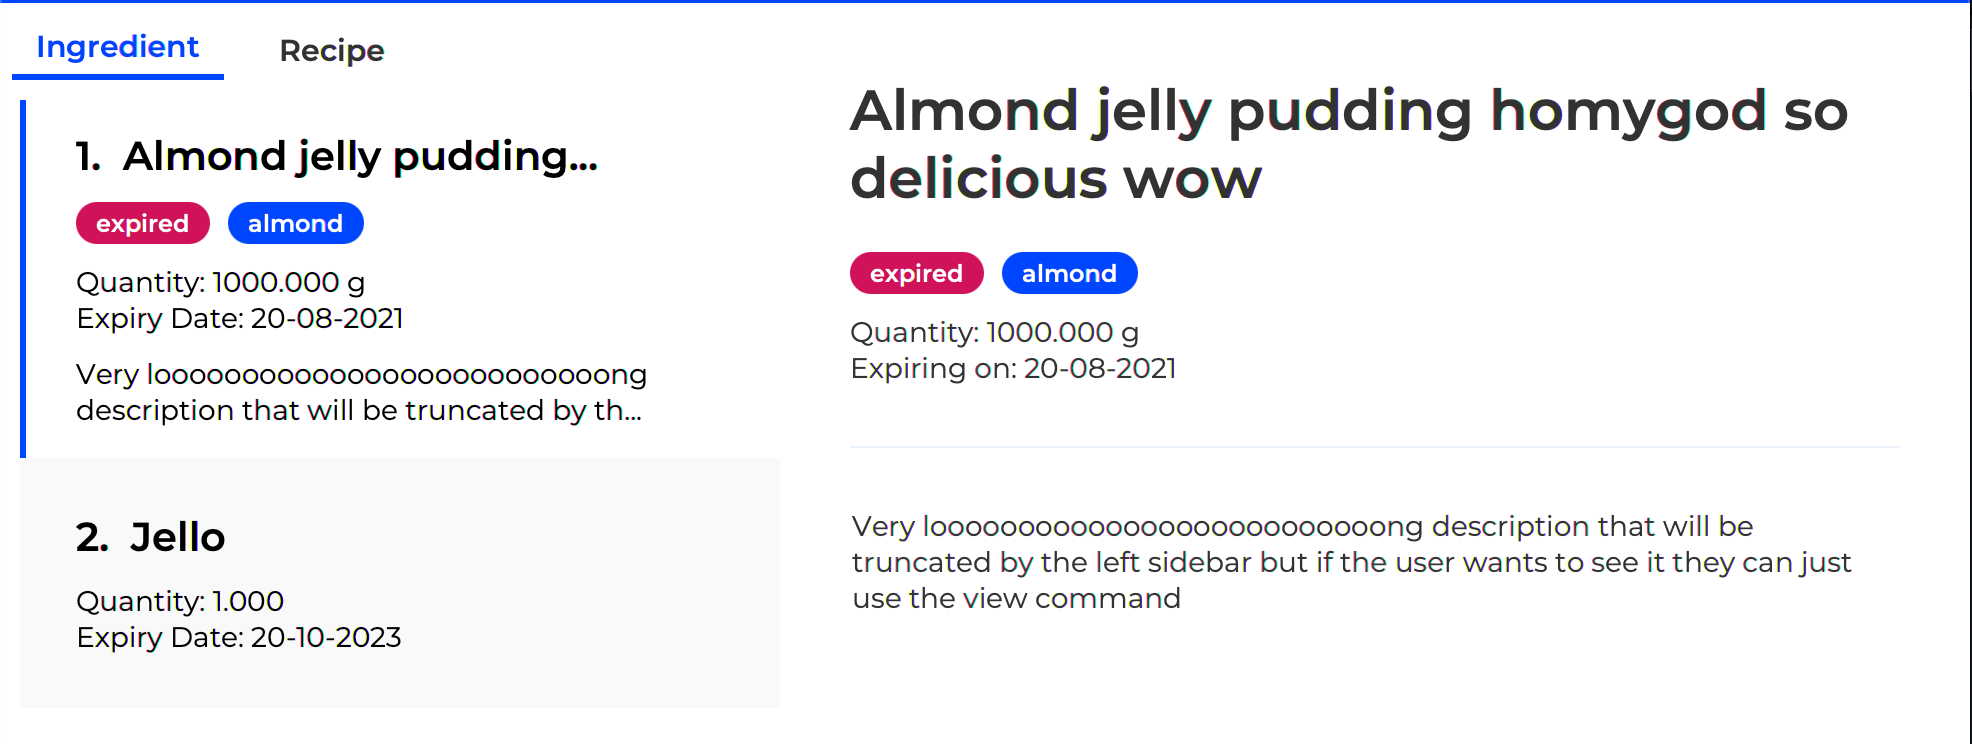 Ingredient
Recipe
1. Almond jelly pudding...
expired
almond
Quantity: 1000.000 g
Expiry Date: 20-08-2021
Very looooooooooooooooooooooooooong
description that will be truncated by th...
2. Jello
Quantity: 1.000
Expiry Date: 20-10-2023
Almond jelly pudding homygod so
delicious wow
expired
almond
Quantity: 1000.000 g
Expiring on: 20-08-2021
Very looooooooooooooooooooooooooong description that will be
truncated by the left sidebar but if the user wants to see it they can just
use the view command